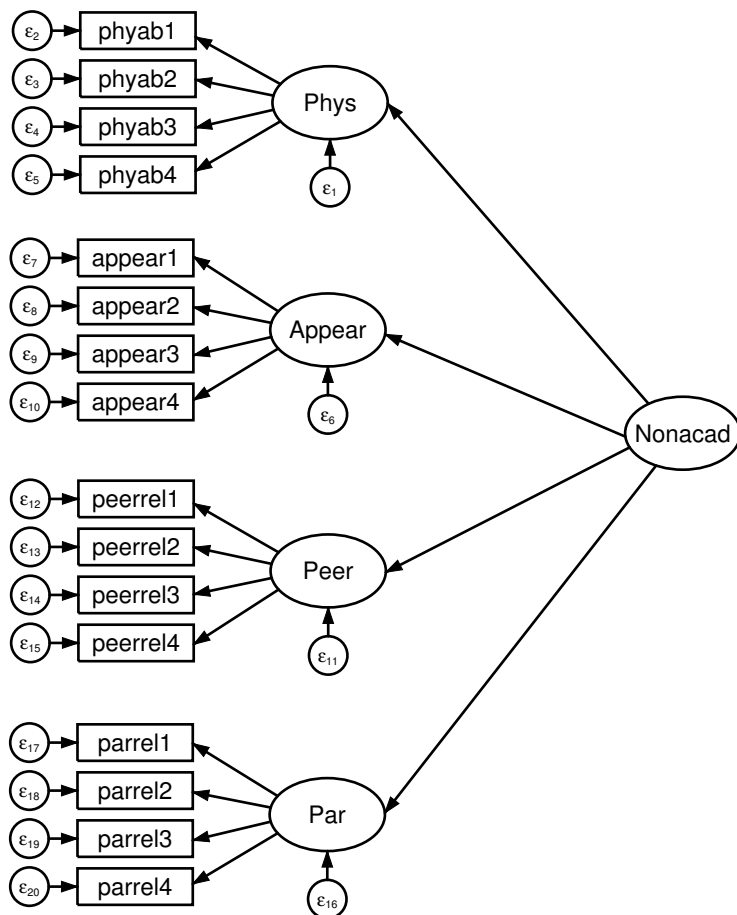 ε2 phyab1
ε3 phyab2
Phys
ε4 phyab3
ε5 phyab4
ε1
ε7 appear1
ε8 appear2
Appear
ε9 appear3
ε10 appear4
ε6
Nonacad
ε12 peerrel1
ε13 peerrel2
Peer
ε14 peerrel3
ε15 peerrel4
ε11
ε17 parrel1
ε18 parrel2
Par
ε19 parrel3
ε20 parrel4
ε16